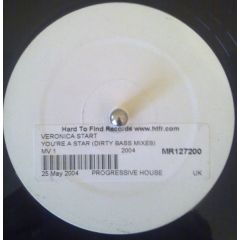 Hard To Find Records www.htfr.com
VERONICA START
YOU'RE A STAR (DIRTY BASS MIXES)
MV 1 2004 MR127200
25 May 2004 PROGRESSIVE HOUSE UK